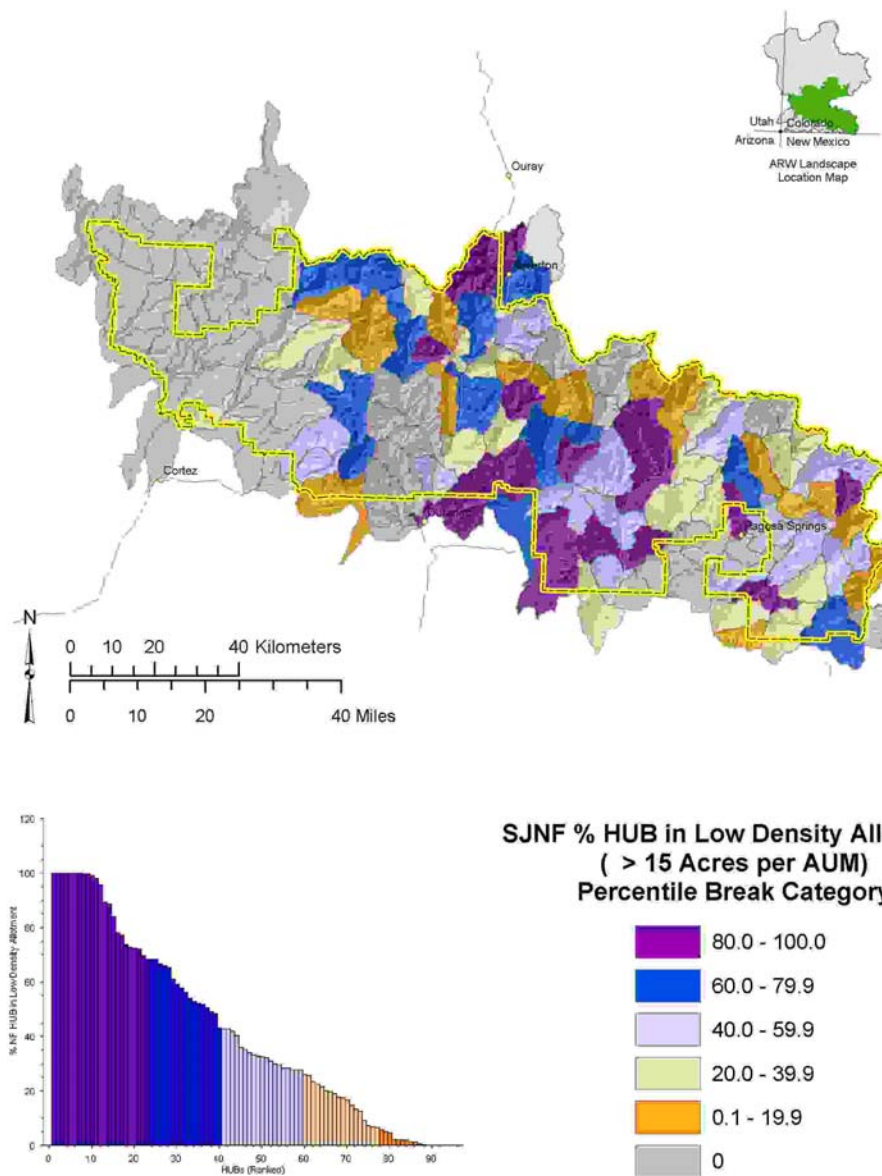 Utah
Colorado
Arizona
New Mexico
ARW Landscape
Location Map
Ouray
Cortez
Pagosa Springs
N
0 5 10 20 40 Kilometers
0 10 20 40 Miles
SJNF % HUB in Low Density All
( > 15 Acres per AUM)
Percentile Break Category
80.0 - 100.0
60.0 - 79.9
40.0 - 59.9
20.0 - 39.9
0.1 - 19.9
0
% NF HUB in Low Density Allotment
120
100
80
60
40
20
0
0 10 20 30 40 50 60 70 80 90
HUBs (Ranked)